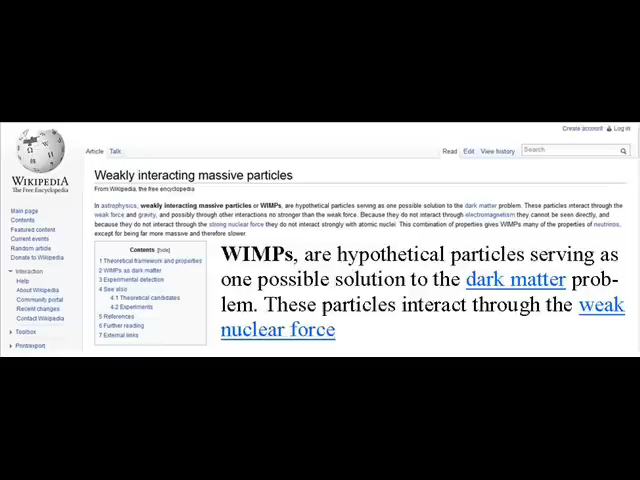 Create account Log in
Article Talk Read Edit View history Search
WIKIPEDIA
The Free Encyclopedia
Weakly interacting massive particles
From Wikipedia, the free encyclopedia
In astrophysics, weakly interacting massive particles or WIMPs, are hypothetical particles serving as one possible solution to the dark matter problem. These particles interact through the
weak force and gravity, and possibly through other interactions no stronger than the weak force. Because they do not interact through electromagnetism they cannot be seen directly, and
because they do not interact through the strong nuclear force they do not interact strongly with atomic nuclei. This combination of properties gives WIMPs many of the properties of neutrinos,
except for being far more massive and therefore slower.
Main page
Contents
Featured content
Current events
Random article
Donate to Wikipedia
Interaction
Help
About Wikipedia
Community portal
Recent changes
Contact Wikipedia
Toolbox
Print/export
Contents [hide]
1 Theoretical framework and properties
2 WIMPs as dark matter
3 Experimental detection
4 See also
4.1 Theoretical candidates
4.2 Experiments
5 References
6 Further reading
7 External links
WIMPs, are hypothetical particles serving as
one possible solution to the dark matter prob-
lem. These particles interact through the weak
nuclear force